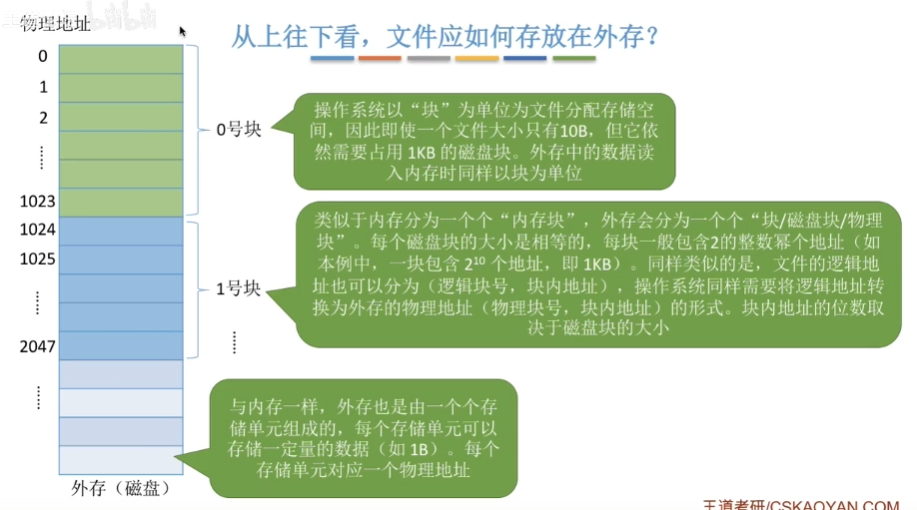 物理地址
从上往下看，文件应如何存放在外存？
0
1
2
1023
1024
1025
2047
0号块
1号块
操作系统以“块”为单位为文件分配存储空
间，因此即使一个文件大小只有10B，但它依
然需要占用 1KB 的磁盘块。外存中的数据读
入内存时同样以块为单位
类似于内存分为一个个“内存块”，外存会分为一个个“块/磁盘块/物理
块”。每个磁盘块的大小是相等的，每块一般包含2的整数幂个地址（如
本例中，一块包含 2¹⁰ 个地址，即 1KB）。同样类似的是，文件的逻辑地
址也可以分为（逻辑块号，块内地址），操作系统同样需要将逻辑地址转
换为外存的物理地址（物理块号，块内地址）的形式。块内地址的位数取
决于磁盘块的大小
与内存一样，外存也是由一个个存
储单元组成的，每个存储单元可以
存储一定量的数据（如 1B）。每个
存储单元对应一个物理地址
外存（磁盘）
王道考研/CSKAOYAN.COM